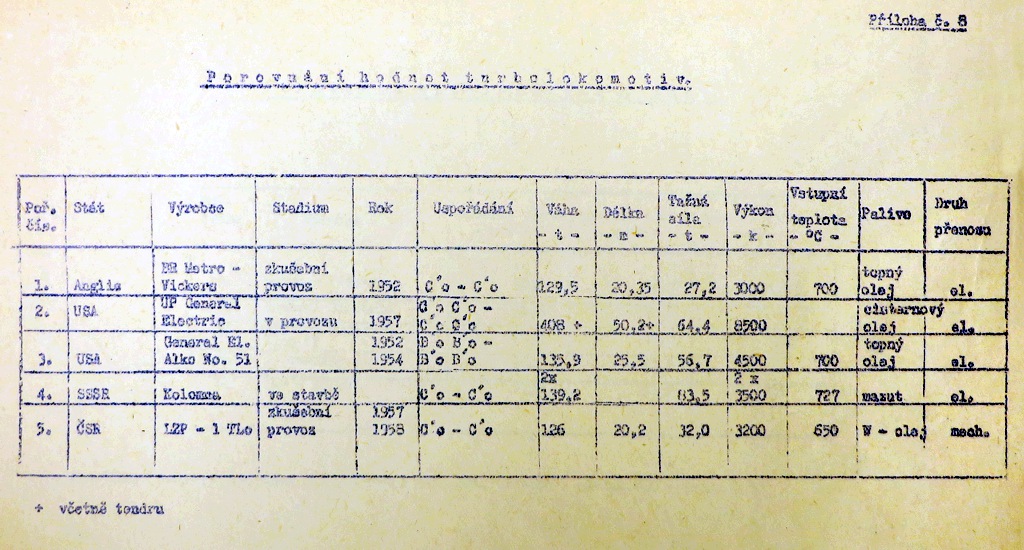 Příloha č. 8
Porovnání hodnot turbolokomotiv.
Poř. čís. Stát Výrobce Stadium Rok Uspořádání Váha - t - Délka - m - Tažná síla - t - Výkon - k - Vstupní teplota - °C - Palivo Druh přenosu
1. Anglie BR Metro - Vickers zkušební provoz 1952 C´o - C´o 129,5 20,35 27,2 3000 700 topný olej el.
2. USA UP General Electric v provozu 1957 C´o C´o - C´o C´o 408 + 50,2+ 64,4 8500 cisternový olej el.
3. USA General El. Alko No. 51 1952 1954 B´o B´o - B´o B´o 135,9 25,5 56,7 4500 700 topný olej el.
4. SSSR Kolomna ve stavbě C´o - C´o 2x 139,2 83,5 2 x 3500 727 mazut el.
5. ČSR LZP - 1 TLo zkušební provoz 1957 1958 C´o - C´o 126 20,2 32,0 3200 650 W - olej mech.
+ včetně tendru